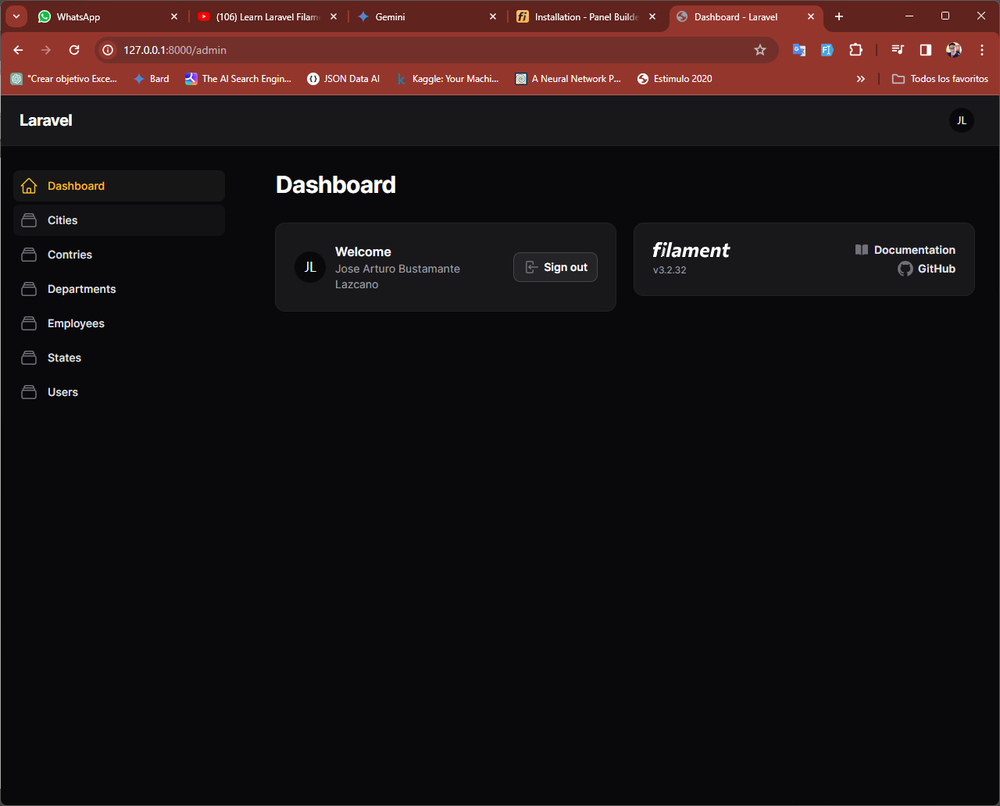 WhatsApp
(106) Learn Laravel Filam
Gemini
fi Installation - Panel Builde
Dashboard - Laravel
127.0.0.1:8000/admin
"Crear objetivo Exce...
Bard
The AI Search Engin...
JSON Data AI
k Kaggle: Your Machi...
A Neural Network P...
Estimulo 2020
Todos los favoritos
Laravel
JL
Dashboard
Cities
Contries
Departments
Employees
States
Users
Dashboard
JL
Welcome
Jose Arturo Bustamante
Lazcano
Sign out
filament
v3.2.32
Documentation
GitHub